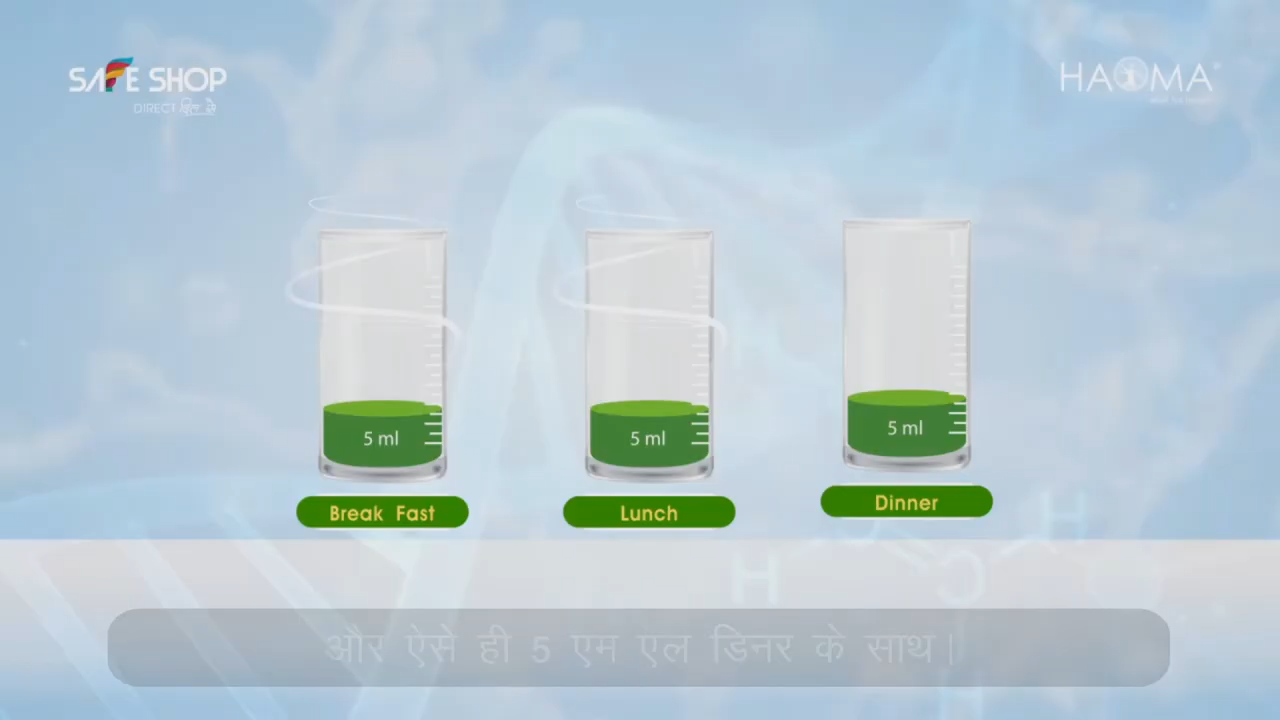 SAFE SHOP
DIRECT दिल से
HAOMA
5 ml
5 ml
5 ml
Break Fast
Lunch
Dinner
और ऐसे ही 5 एम एल डिनर के साथ।